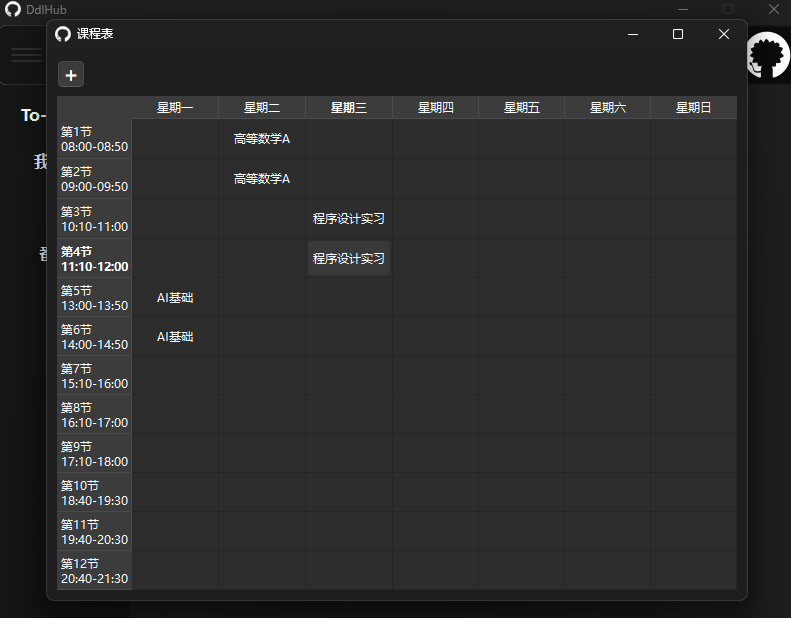 DdlHub
课程表
+
星期一 星期二 星期三 星期四 星期五 星期六 星期日
To-
第1节
08:00-08:50
高等数学A
我
第2节
09:00-09:50
高等数学A
第3节
10:10-11:00
程序设计实习
第4节
11:10-12:00
程序设计实习
第5节
13:00-13:50
AI基础
第6节
14:00-14:50
AI基础
第7节
15:10-16:00
第8节
16:10-17:00
第9节
17:10-18:00
第10节
18:40-19:30
第11节
19:40-20:30
第12节
20:40-21:30